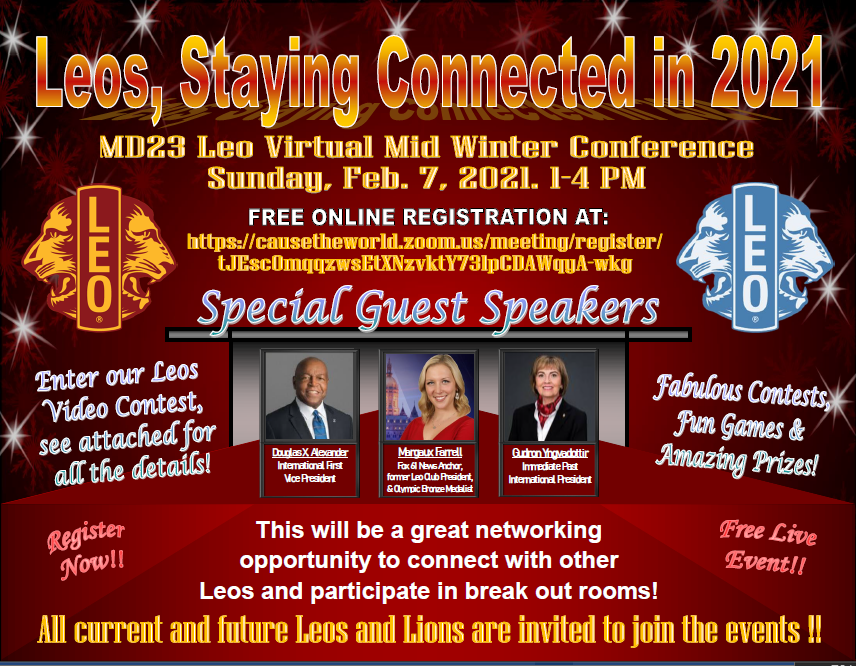 Leos, Staying Connected in 2021
MD23 Leo Virtual Mid Winter Conference
Sunday, Feb. 7, 2021. 1-4 PM
FREE ONLINE REGISTRATION AT:
https://causetheworld.zoom.us/meeting/register/
LEO
LEO
Special Guest Speakers
Enter our Leos
Video Contest,
see attached for
all the details!
Douglas X. Alexander
International First
Vice President
Margaux Farrell
Fox 61 News Anchor,
former Leo Club President,
& Olympic Bronze Medalist
Gudron Yngvadottir
Immediate Past
International President
Fabulous Contests,
Fun Games &
Amazing Prizes!
Register
Now!!
This will be a great networking
opportunity to connect with other
Leos and participate in break out rooms!
Free Live
Event!!
All current and future Leos and Lions are invited to join the events !!